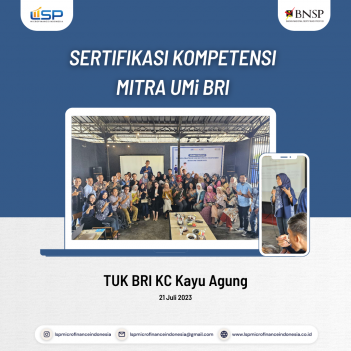 LSP
BNSP
SERTIFIKASI KOMPETENSI
MITRA UMi BRI
TUK BRI KC Kayu Agung
21 Juli 2023
lspmicrofinanceindonesia
lspmicrofinanceindonesia@gmail.com
www.lspmicrofinanceindonesia.co.id